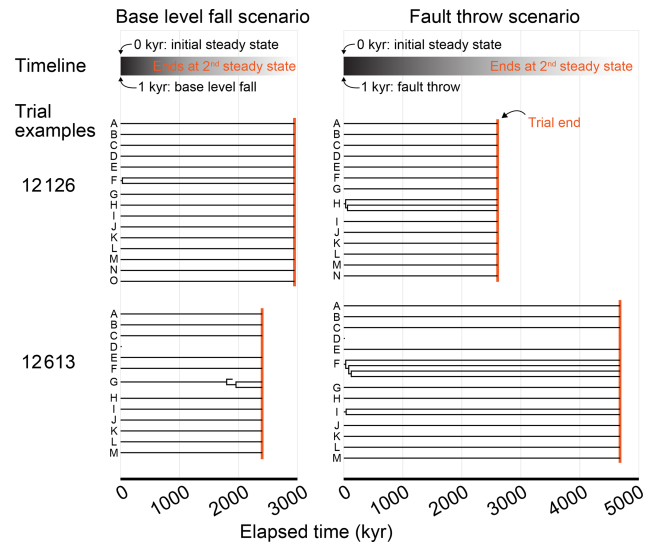 Base level fall scenario
Fault throw scenario
0 kyr: initial steady state
0 kyr: initial steady state
Timeline
Ends at 2nd steady state
Ends at 2nd steady state
1 kyr: base level fall
1 kyr: fault throw
Trial examples
Trial end
12126
A
B
C
D
E
F
G
H
I
J
K
L
M
N
O
A
B
C
D
E
F
G
H
I
J
K
L
M
N
12613
A
B
C
D
E
F
G
H
I
J
K
L
M
A
B
C
D
E
F
G
H
I
J
K
L
M
0 1000 2000 3000
0 1000 2000 3000 4000 5000
Elapsed time (kyr)